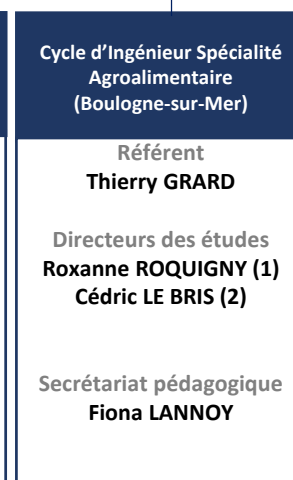 Cycle d’Ingénieur Spécialité
Agroalimentaire
(Boulogne-sur-Mer)
Référent
Thierry GRARD
Directeurs des études
Roxanne ROQUIGNY (1)
Cédric LE BRIS (2)
Secrétariat pédagogique
Fiona LANNOY